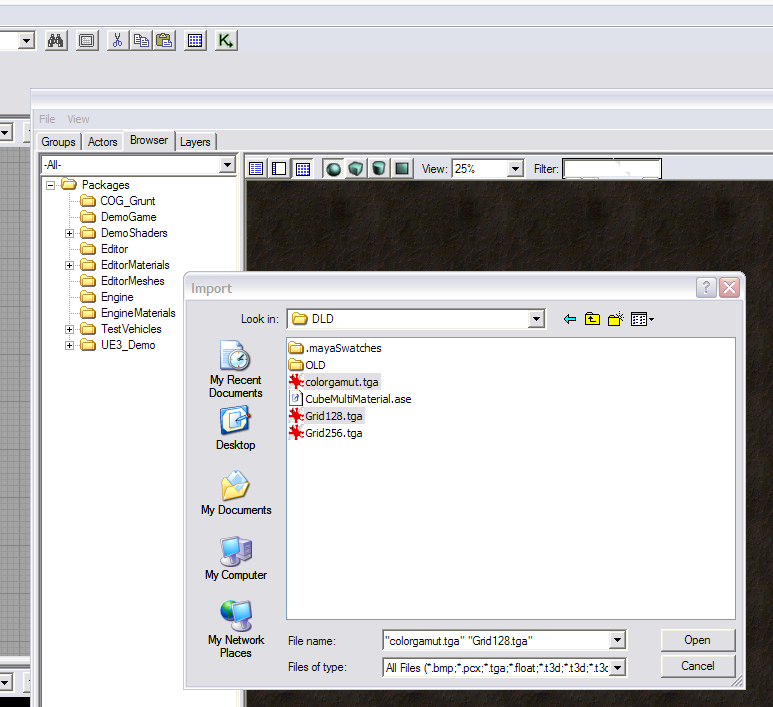 K
File View
Groups Actors Browser Layers
-All-
View: 25% Filter:
Packages
COG_Grunt
DemoGame
DemoShaders
Editor
EditorMaterials
EditorMeshes
Engine
EngineMaterials
TestVehicles
UE3_Demo
Import
Look in: DLD
My Recent
Documents
Desktop
My Documents
My Computer
My Network
Places
.mayaSwatches
OLD
colorgamut.tga
CubeMultiMaterial.ase
Grid128.tga
Grid256.tga
File name: "colorgamut.tga" "Grid128.tga" Open
Files of type: All Files (*.bmp;*.pcx;*.tga;*.float;*.t3d;*.t3d;*.t3c Cancel